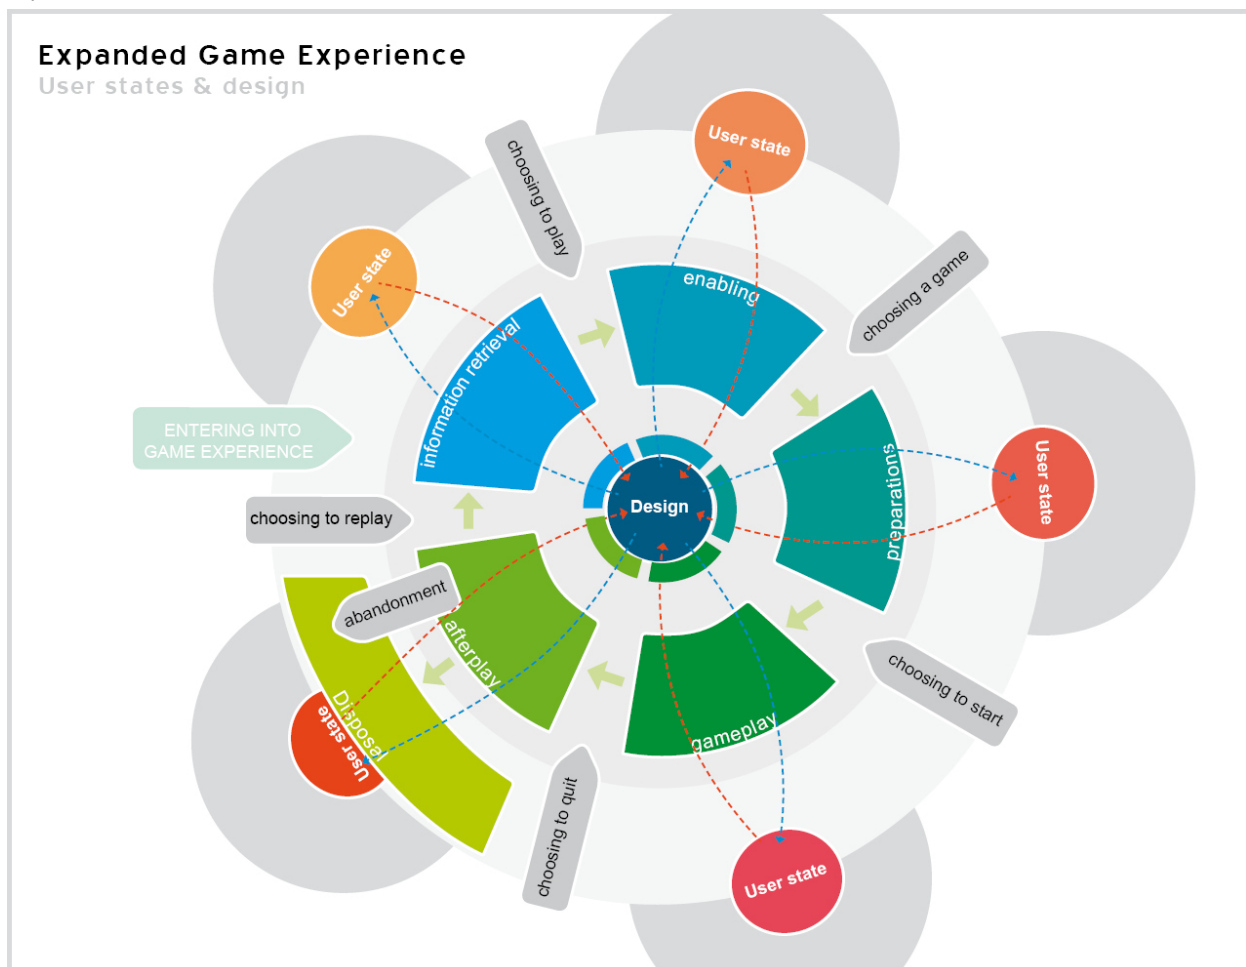 Expanded Game Experience
User states & design
User state
choosing to play
choosing a game
enabling
User state
information retrieval
ENTERING INTO
GAME EXPERIENCE
preparations
User state
Design
choosing to replay
abandonment
afterplay
choosing to start
gameplay
Disposal
User state
choosing to quit
User state